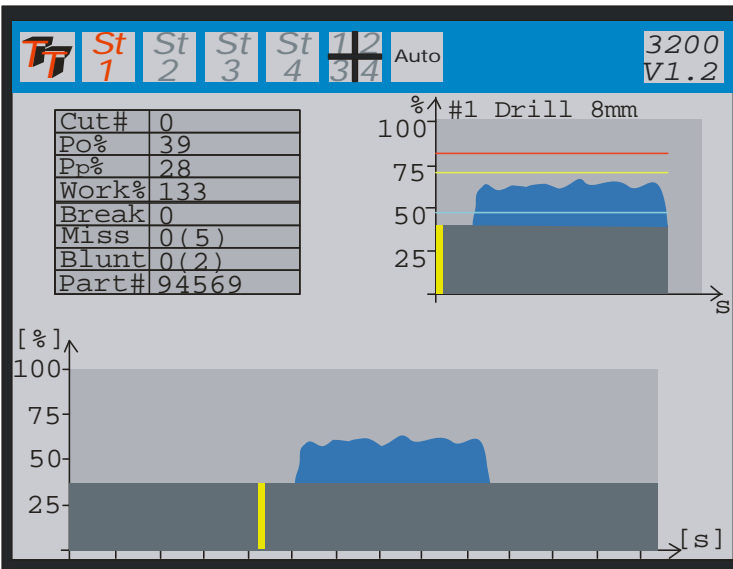 TT St 1 St 2 St 3 St 4 1 2 3 4 Auto 3200 V1.2
Cut# 0
Po% 39
Pp% 28
Work% 133
Break 0
Miss 0(5)
Blunt 0(2)
Part# 94569
% #1 Drill 8mm
100
75
50
25
s
[%]
100
75
50
25
[s]